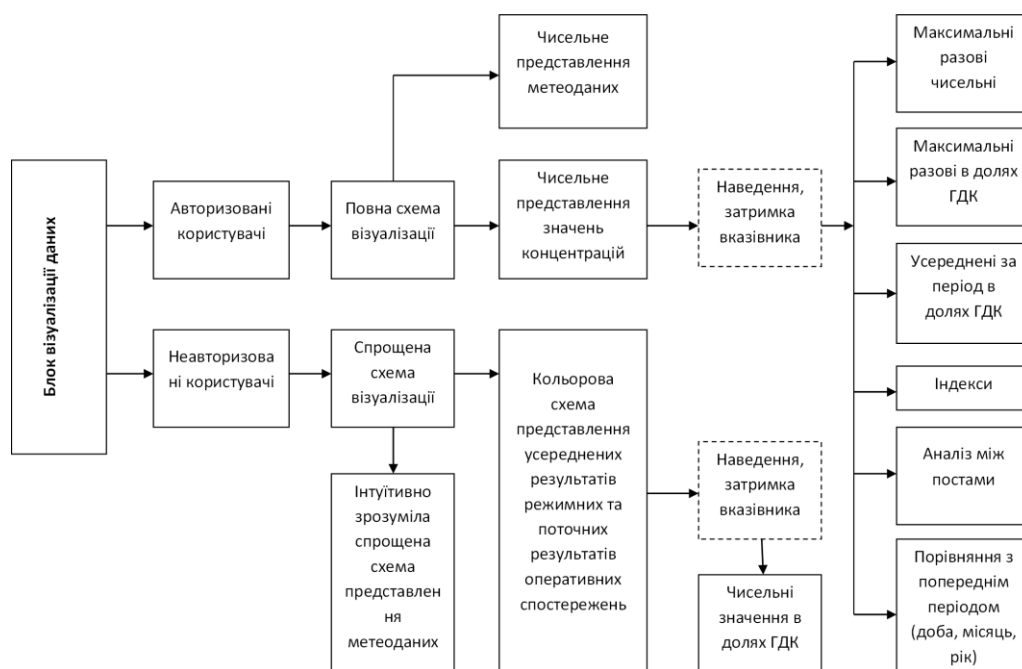 Блок візуалізації даних
Авторизовані
користувачі
Повна схема
візуалізації
Чисельне
представлення
метеоданих
Чисельне
представлення
значень
концентрацій
Наведення,
затримка
вказівника
Максимальні
разові
чисельні
Максимальні
разові в долях
ГДК
Усереднені за
період в
долях ГДК
Індекси
Аналіз між
постами
Порівняння з
попереднім
періодом
(доба, місяць,
рік)
Неавторизова
ні користувачі
Спрощена
схема
візуалізації
Інтуїтивно
зрозуміла
спрощена
схема
представлен
ня
метеоданих
Кольорова
схема
представлення
усереднених
результатів
режимних та
поточних
результатів
оперативних
спостережень
Наведення,
затримка
вказівника
Чисельні
значення в
долях ГДК